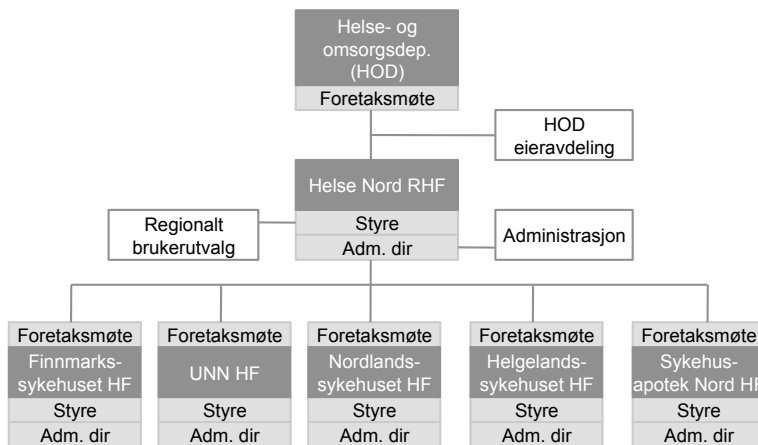 Helse- og
omsorgsdep.
(HOD)
Foretaksmøte
HOD
eieravdeling
Helse Nord RHF
Styre
Adm. dir
Regionalt
brukerutvalg
Administrasjon
Foretaksmøte
Finnmarks-
sykehuset HF
Styre
Adm. dir
Foretaksmøte
UNN HF
Styre
Adm. dir
Foretaksmøte
Nordlands-
sykehuset HF
Styre
Adm. dir
Foretaksmøte
Helgelands-
sykehuset HF
Styre
Adm. dir
Foretaksmøte
Sykehus-
apotek Nord HF
Styre
Adm. dir